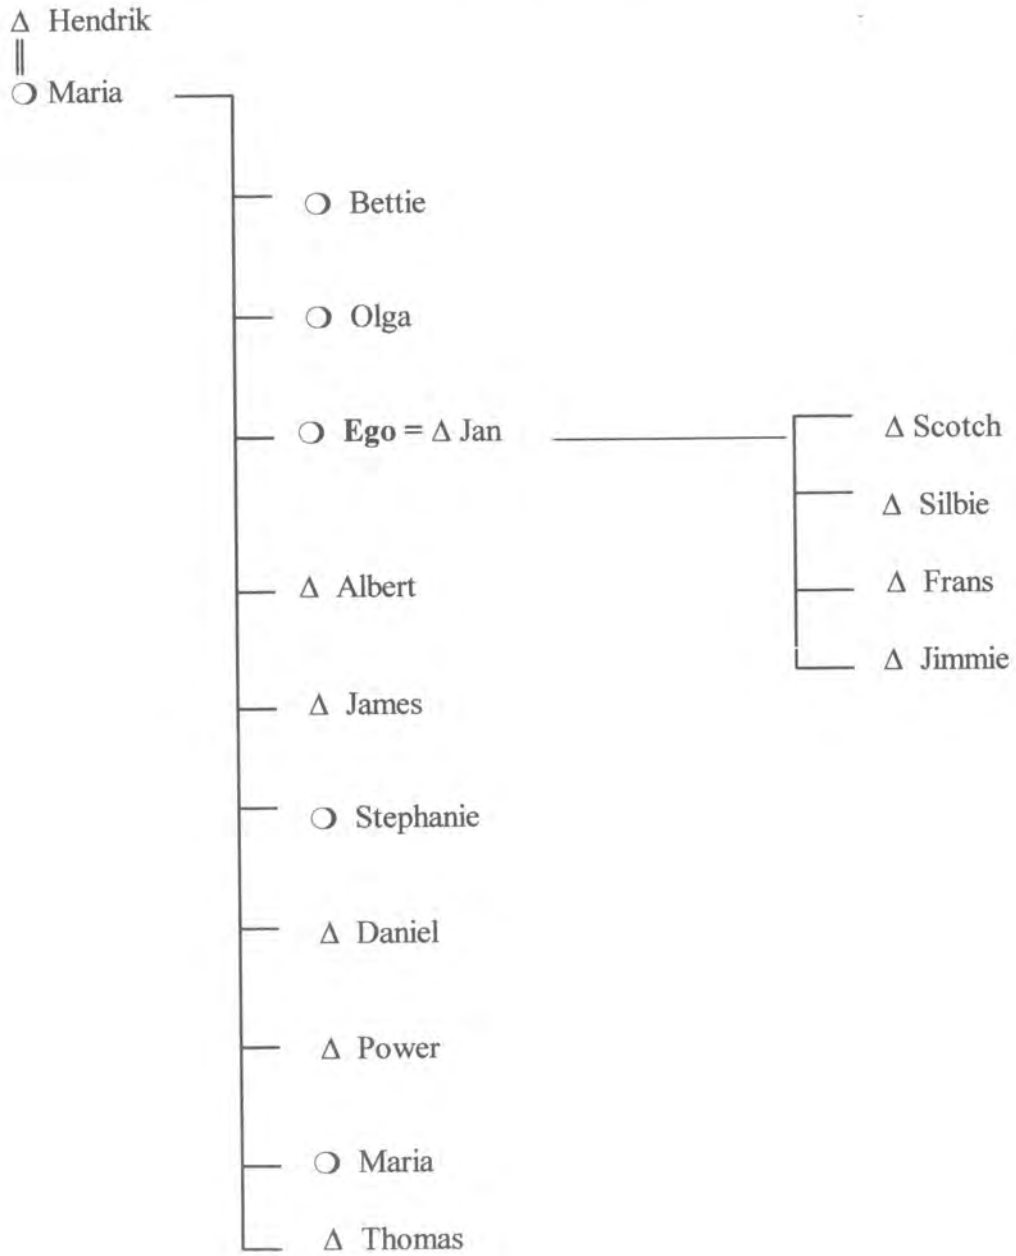 Δ Hendrik
||
❍ Maria
❍ Bettie
❍ Olga
❍ Ego = Δ Jan
Δ Scotch
Δ Silbie
Δ Frans
Δ Jimmie
Δ Albert
Δ James
❍ Stephanie
Δ Daniel
Δ Power
❍ Maria
Δ Thomas